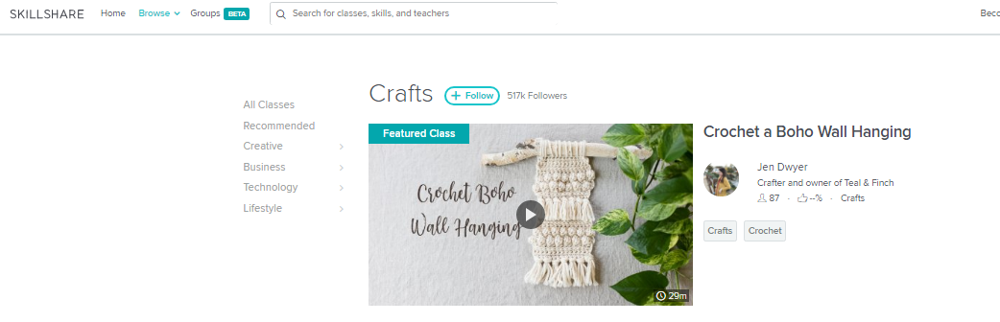 SKILLSHARE Home Browse Groups BETA Search for classes, skills, and teachers
Crafts
+ Follow 517k Followers
All Classes
Recommended
Creative
Business
Technology
Lifestyle
Featured Class
Crochet Boho
Wall Hanging
29m
Crochet a Boho Wall Hanging
Jen Dwyer
Crafter and owner of Teal & Finch
87 · --% · Crafts
Crafts Crochet